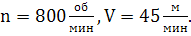 n = 800 об/мин, V = 45 м/мин.